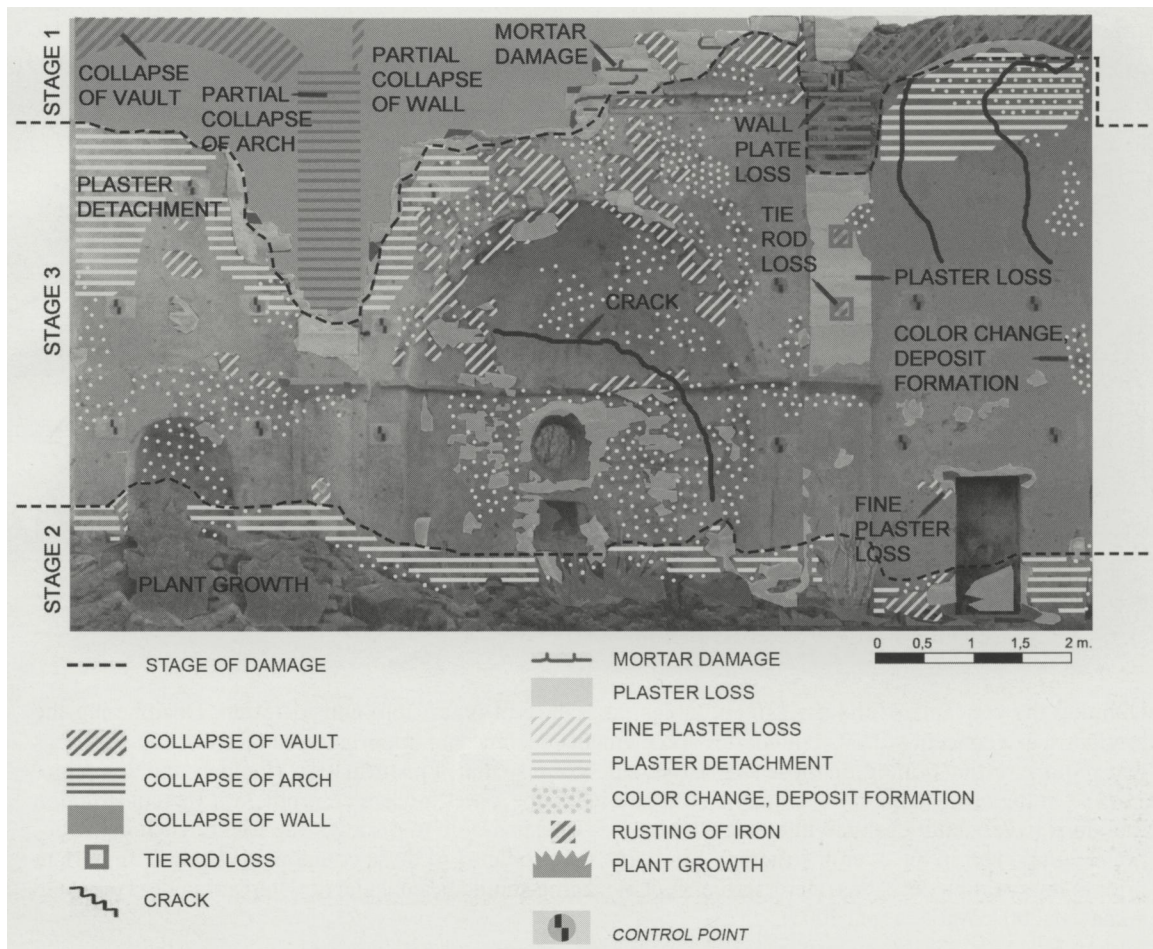 STAGE 1
COLLAPSE
OF VAULT
PARTIAL
COLLAPSE
OF ARCH
PARTIAL
COLLAPSE
OF WALL
MORTAR
DAMAGE
WALL
PLATE
LOSS
STAGE 3
PLASTER
DETACHMENT
TIE
ROD
LOSS
PLASTER LOSS
CRACK
COLOR CHANGE,
DEPOSIT
FORMATION
STAGE 2
PLANT GROWTH
FINE
PLASTER
LOSS
0 0,5 1 1,5 2 m.
STAGE OF DAMAGE
COLLAPSE OF VAULT
COLLAPSE OF ARCH
COLLAPSE OF WALL
TIE ROD LOSS
CRACK
MORTAR DAMAGE
PLASTER LOSS
FINE PLASTER LOSS
PLASTER DETACHMENT
COLOR CHANGE, DEPOSIT FORMATION
RUSTING OF IRON
PLANT GROWTH
CONTROL POINT